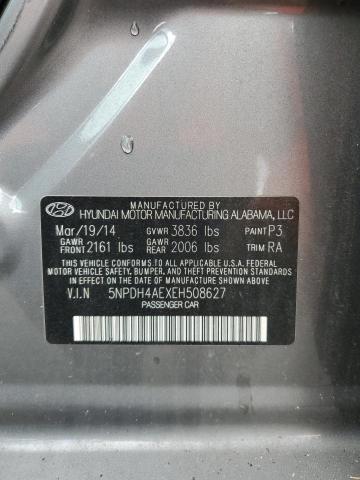 MANUFACTURED BY
HYUNDAI MOTOR MANUFACTURING ALABAMA, LLC
Mar/19/14 GVWR 3836 lbs PAINT P3
GAWR FRONT 2161 lbs GAWR REAR 2006 lbs TRIM RA
THIS VEHICLE CONFORMS TO ALL APPLICABLE U.S.A. FEDERAL
MOTOR VEHICLE SAFETY, BUMPER, AND THEFT PREVENTION STANDARDS
IN EFFECT ON THE DATE OF MANUFACTURE SHOWN ABOVE.
V.I.N 5NPDH4AEXEH508627
PASSENGER CAR